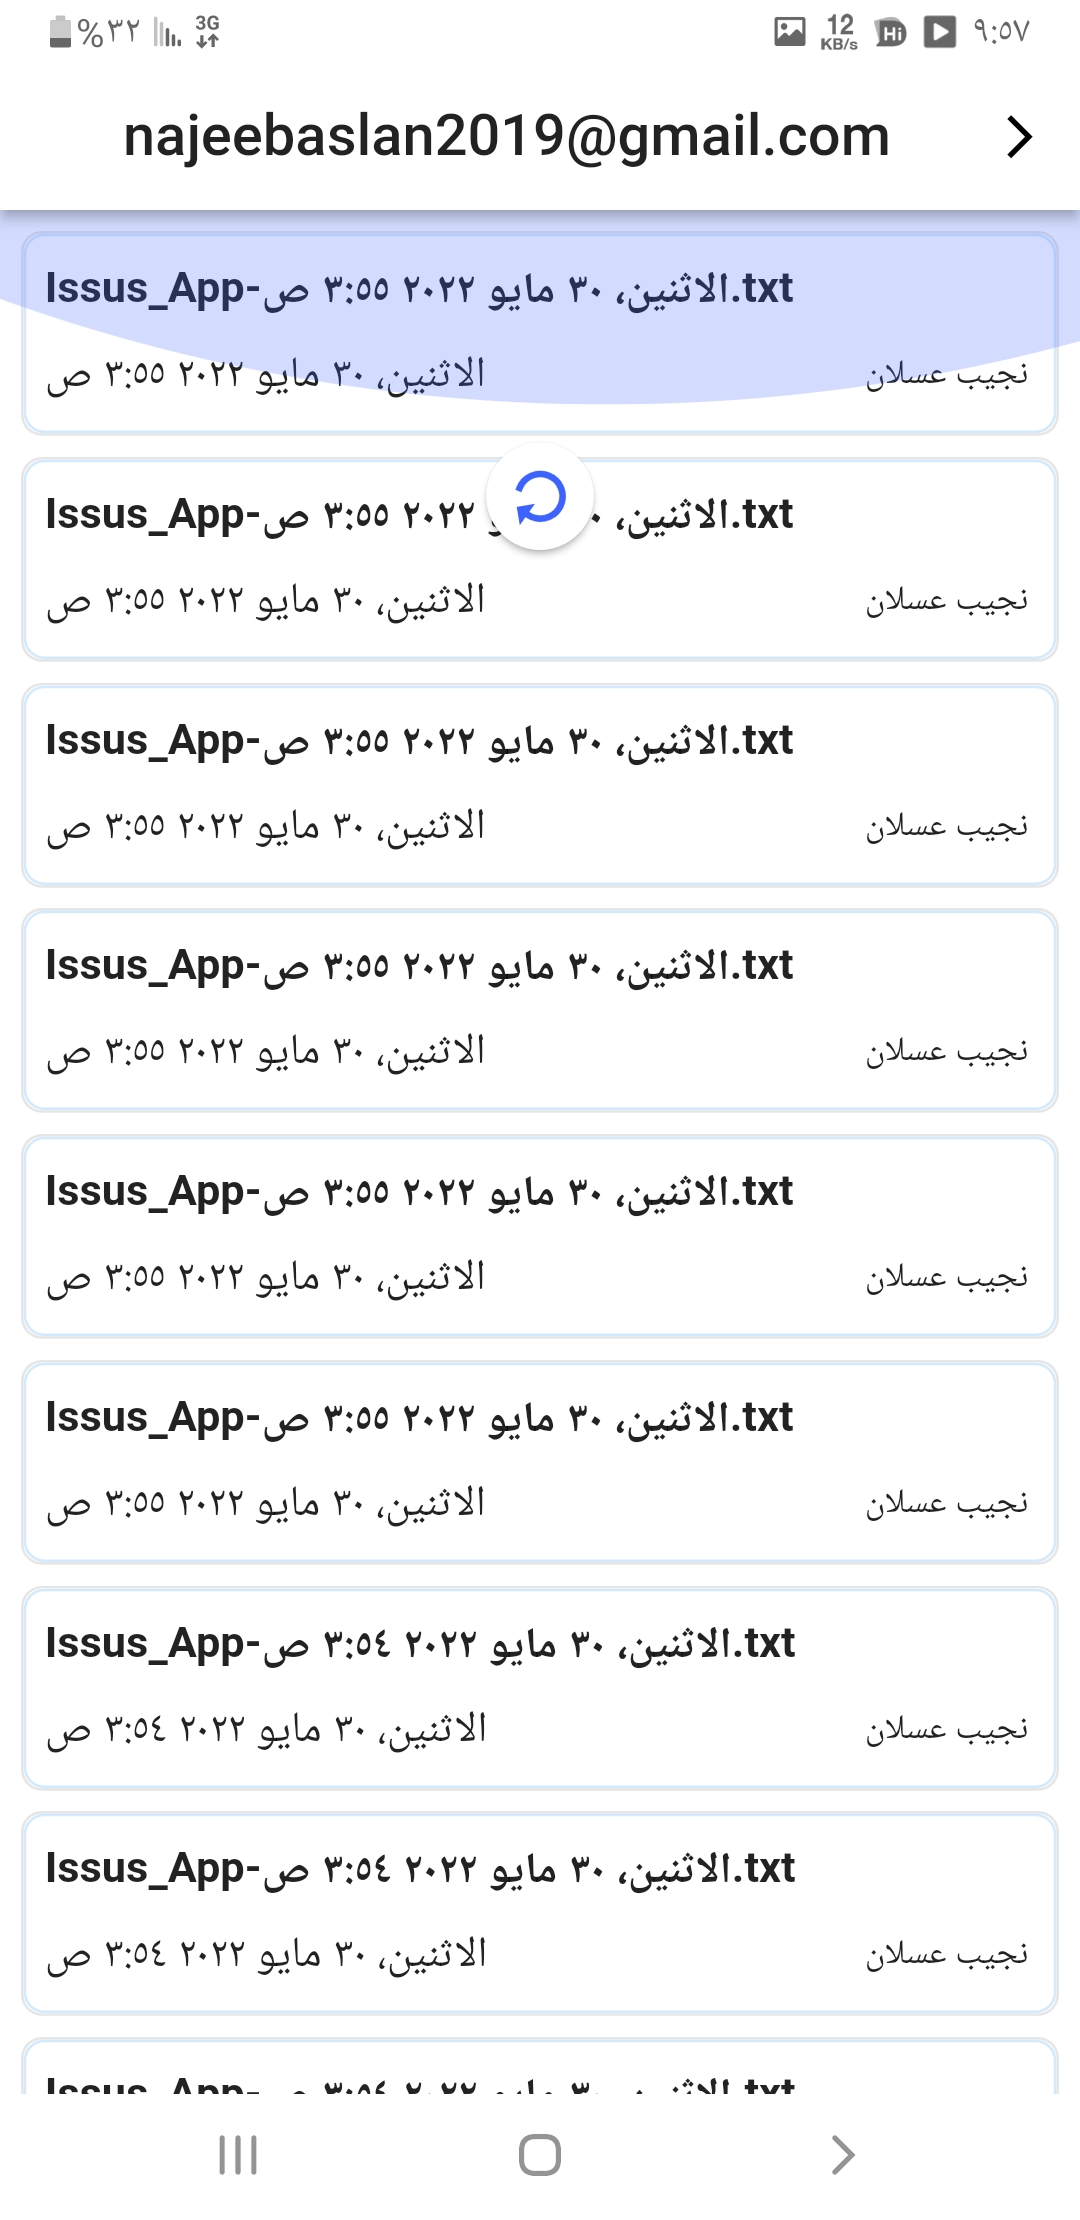 %٣٢ 3G 12 KB/s Hi ٩:٥٧
najeebaslan2019@gmail.com
Issus_App-الاثنين، ٣٠ مايو ٢٠٢٢ ٣:٥٥ ص.txt
الاثنين، ٣٠ مايو ٢٠٢٢ ٣:٥٥ ص
نجيب عسلان
Issus_App-الاثنين، ٢٠٢٢ ٣:٥٥ ص.txt
الاثنين، ٣٠ مايو ٢٠٢٢ ٣:٥٥ ص
نجيب عسلان
Issus_App-الاثنين، ٣٠ مايو ٢٠٢٢ ٣:٥٥ ص.txt
الاثنين، ٣٠ مايو ٢٠٢٢ ٣:٥٥ ص
نجيب عسلان
Issus_App-الاثنين، ٣٠ مايو ٢٠٢٢ ٣:٥٥ ص.txt
الاثنين، ٣٠ مايو ٢٠٢٢ ٣:٥٥ ص
نجيب عسلان
Issus_App-الاثنين، ٣٠ مايو ٢٠٢٢ ٣:٥٥ ص.txt
الاثنين، ٣٠ مايو ٢٠٢٢ ٣:٥٥ ص
نجيب عسلان
Issus_App-الاثنين، ٣٠ مايو ٢٠٢٢ ٣:٥٥ ص.txt
الاثنين، ٣٠ مايو ٢٠٢٢ ٣:٥٥ ص
نجيب عسلان
Issus_App-الاثنين، ٣٠ مايو ٢٠٢٢ ٣:٥٤ ص.txt
الاثنين، ٣٠ مايو ٢٠٢٢ ٣:٥٤ ص
نجيب عسلان
Issus_App-الاثنين، ٣٠ مايو ٢٠٢٢ ٣:٥٤ ص.txt
الاثنين، ٣٠ مايو ٢٠٢٢ ٣:٥٤ ص
نجيب عسلان